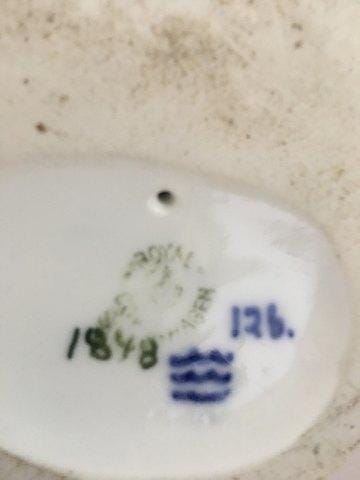 ROYAL
COPENHAGEN
126.
1848